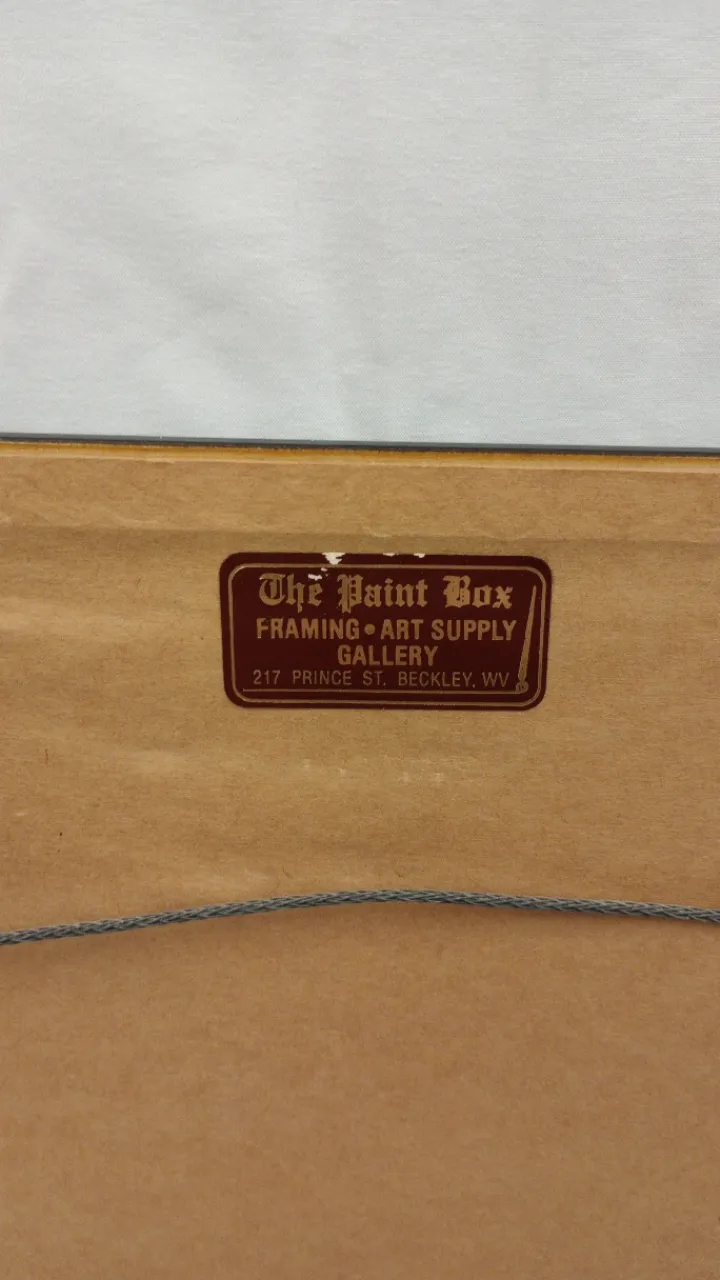 The Paint Box
FRAMING • ART SUPPLY
GALLERY
217 PRINCE ST. BECKLEY, WV